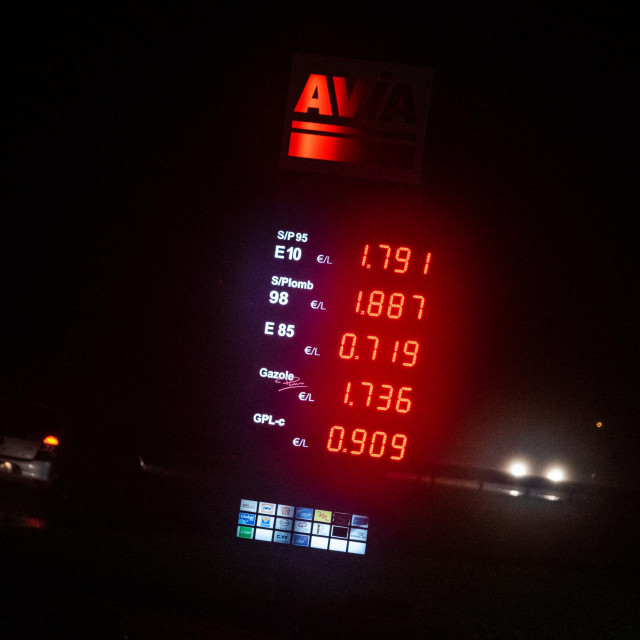 AVIA
S/P 95
E10 €/L 1.791
S/Plomb
98 €/L 1.887
E 85
€/L 0.719
Gazole
€/L 1.736
GPL-c
€/L 0.909